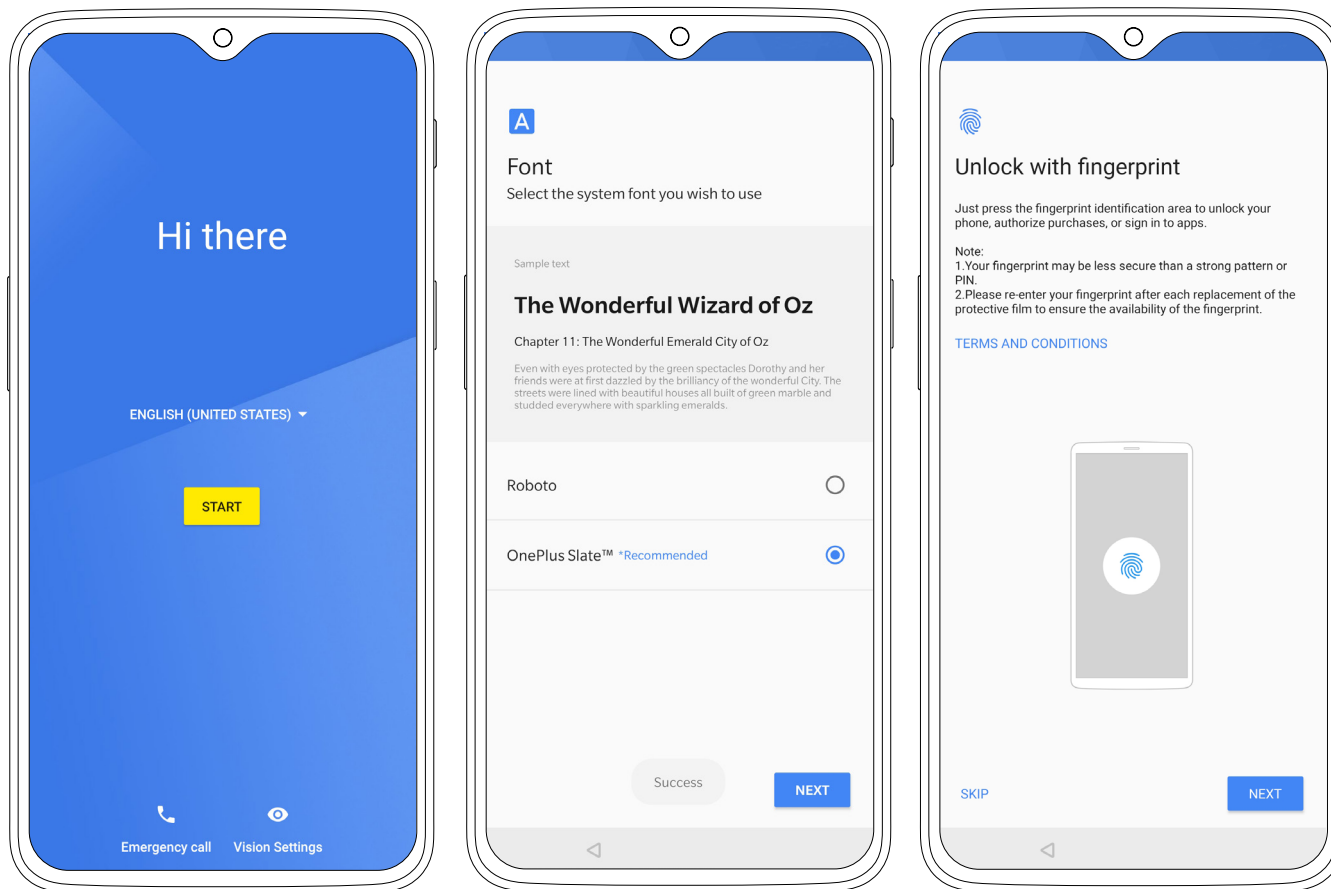 Hi there
ENGLISH (UNITED STATES)
START
Emergency call
Vision Settings
A
Font
Select the system font you wish to use
Sample text
The Wonderful Wizard of Oz
Chapter 11: The Wonderful Emerald City of Oz
Even with eyes protected by the green spectacles Dorothy and her
friends were at first dazzled by the brilliancy of the wonderful City. The
streets were lined with beautiful houses all built of green marble and
studded everywhere with sparkling emeralds.
Roboto
OnePlus Slate™ *Recommended
Success
NEXT
Unlock with fingerprint
Just press the fingerprint identification area to unlock your
phone, authorize purchases, or sign in to apps.
Note:
1.Your fingerprint may be less secure than a strong pattern or
PIN.
2.Please re-enter your fingerprint after each replacement of the
protective film to ensure the availability of the fingerprint.
TERMS AND CONDITIONS
SKIP
NEXT